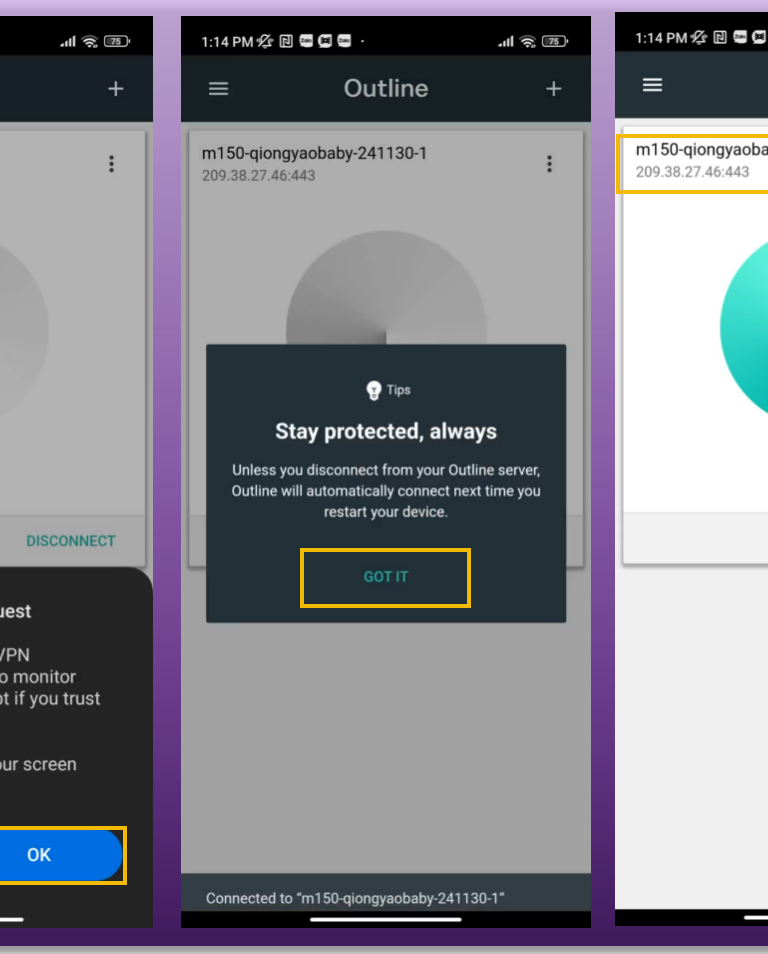 75
DISCONNECT
uest
VPN
o monitor
ot if you trust
our screen
OK
1:14 PM
75
Outline
m150-qiongyaobaby-241130-1
209.38.27.46:443
Tips
Stay protected, always
Unless you disconnect from your Outline server,
Outline will automatically connect next time you
restart your device.
GOT IT
Connected to “m150-qiongyaobaby-241130-1”
1:14 PM
m150-qiongyaoba
209.38.27.46:443